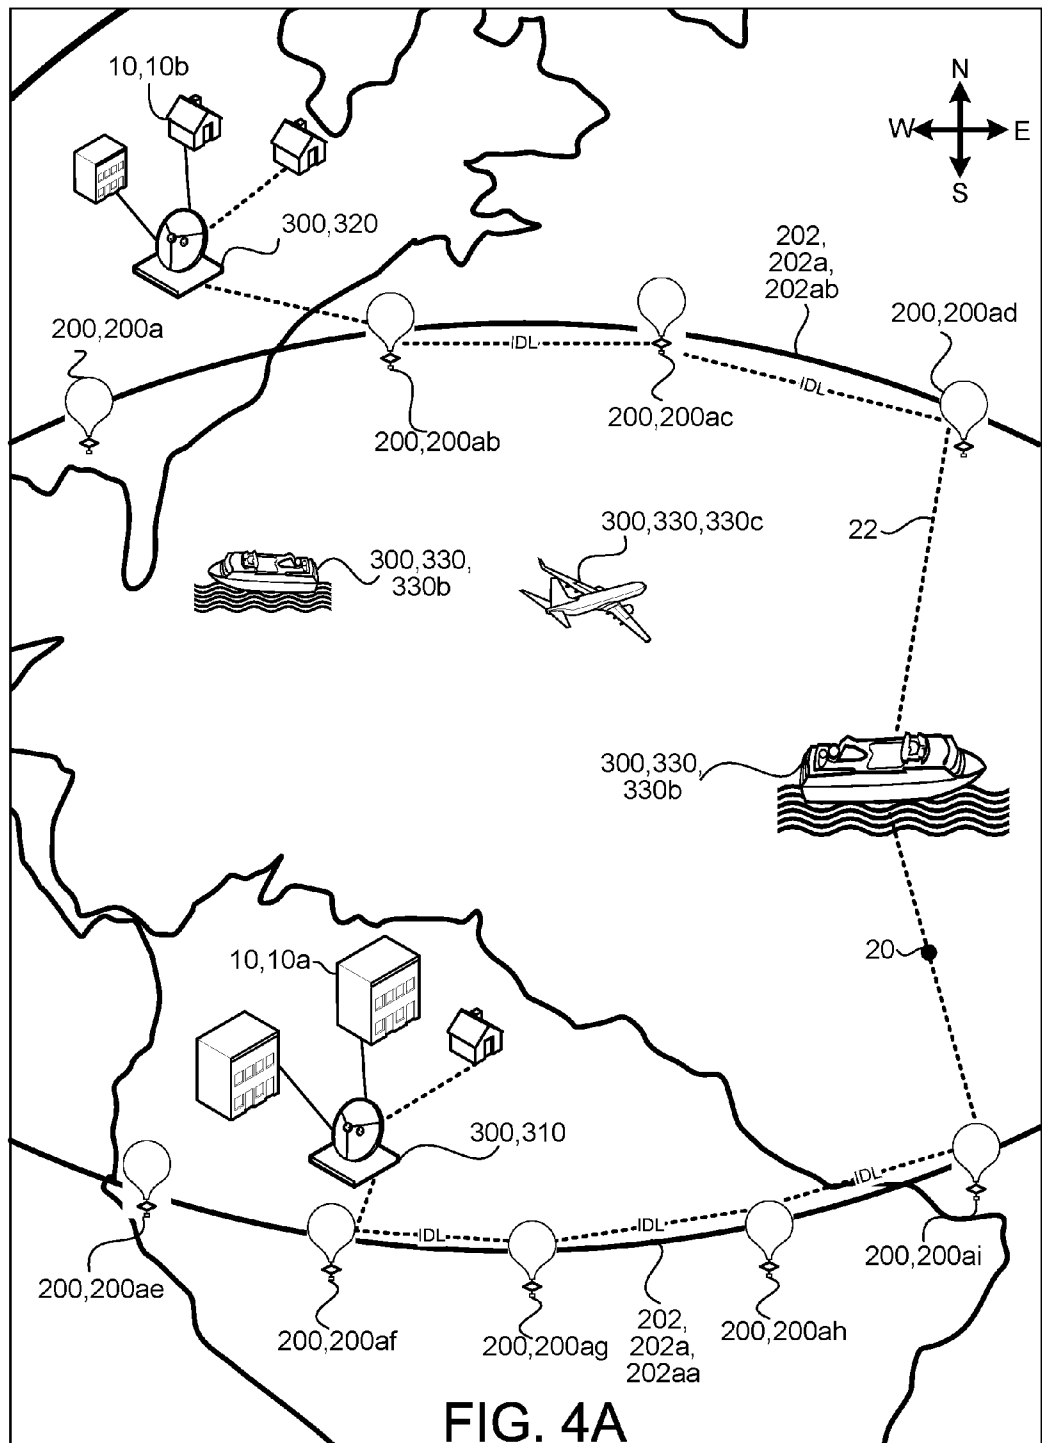 10,10b
N
W
E
S
300,320
202,
202a,
202ab
200,200a
200,200ad
IDL
IDL
200,200ab
200,200ac
300,330,
330b
300,330,330c
22
300,330,
330b
20
10,10a
300,310
IDL
IDL
IDL
200,200ae
200,200af
200,200ag
202,
202a,
202aa
200,200ah
200,200ai
FIG. 4A